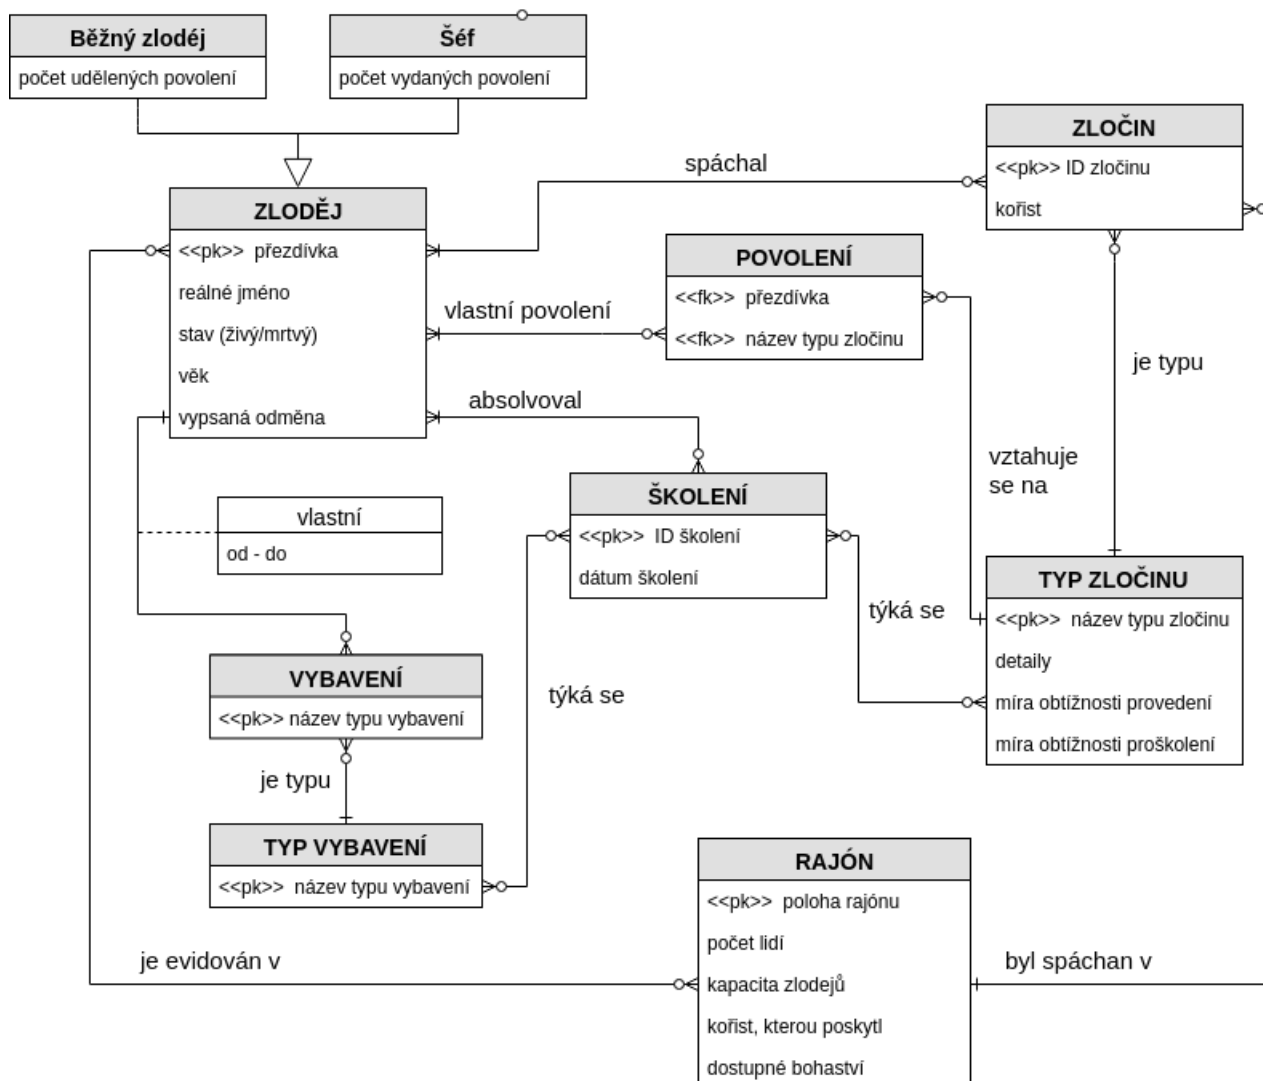 Běžný zloděj
počet udělených povolení
Šéf
počet vydaných povolení
ZLOČIN
<<pk>> ID zločinu
kořist
spáchal
ZLODĚJ
<<pk>> přezdívka
reálné jméno
stav (živý/mrtvý)
věk
vypsaná odměna
POVOLENÍ
<<fk>> přezdívka
<<fk>> název typu zločinu
vlastní povolení
je typu
absolvoval
vztahuje
se na
ŠKOLENÍ
<<pk>> ID školení
dátum školení
vlastní
od - do
TYP ZLOČINU
<<pk>> název typu zločinu
detaily
míra obtížnosti provedení
míra obtížnosti proškolení
týká se
VYBAVENÍ
<<pk>> název typu vybavení
týká se
je typu
TYP VYBAVENÍ
<<pk>> název typu vybavení
RAJÓN
<<pk>> poloha rajónu
počet lidí
kapacita zlodejů
kořist, kterou poskytl
dostupné bohaství
je evidován v
byl spáchan v